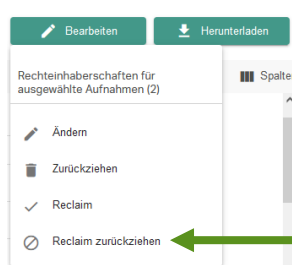 Bearbeiten
Herunterladen
Rechteinhaberschaften für
ausgewählte Aufnahmen (2)
Spalte
Ändern
Zurückziehen
Reclaim
Reclaim zurückziehen